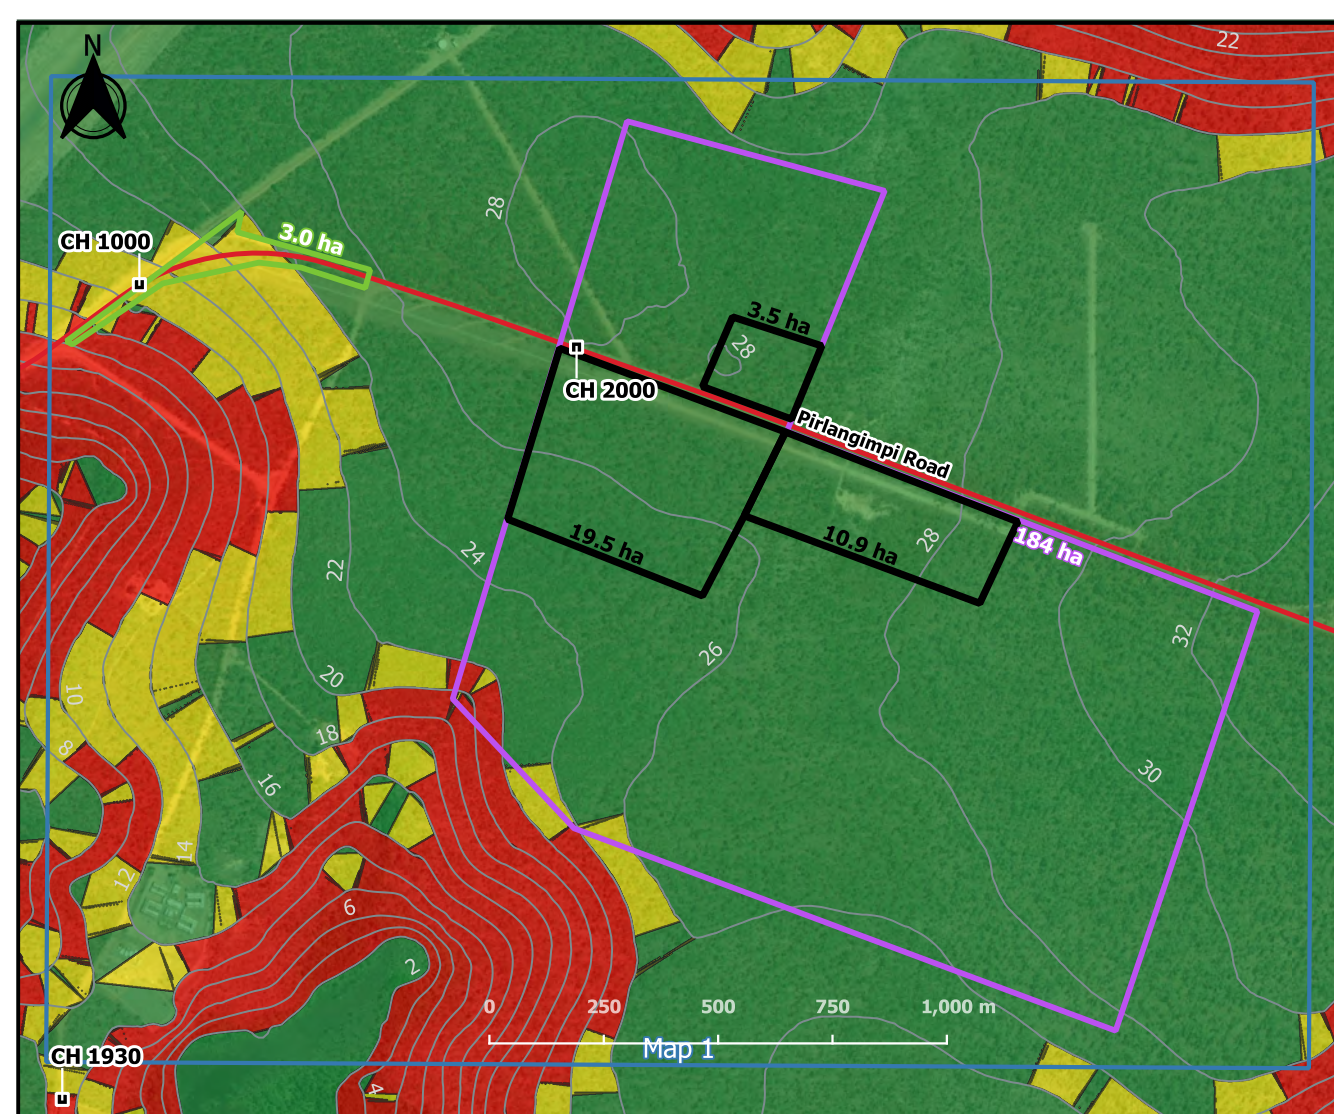 N
22
28
CH 1000
3.0 ha
3.5 ha
28
CH 2000
Pirlangimpi Road
19.5 ha
10.9 ha
28
184 ha
24
22
26
32
20
10
18
8
16
30
14
12
6
2
0 250 500 750 1,000 m
Map 1
CH 1930
4